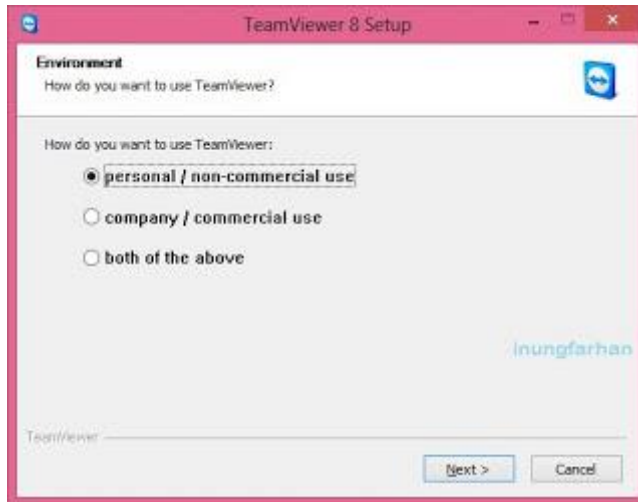 TeamViewer 8 Setup
Environment
How do you want to use TeamViewer?
How do you want to use TeamViewer:
personal / non-commercial use
company / commercial use
both of the above
inungfarhan
TeamViewer
Next >
Cancel